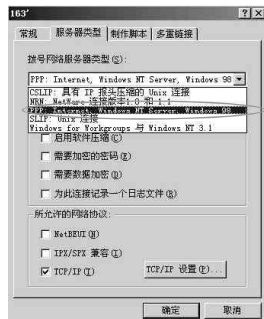 163'
常规 服务器类型 制作脚本 多重链接
拨号网络服务器类型(S):
PPP: Internet, Windows NT Server, Windows 98
CSLIP: 具有 IP 报头压缩的 Unix 连接
NRN: NetWare 连接版本1.0 和 1.1
PPP: Internet, Windows NT Server, Windows 98
SLIP: Unix 连接
Windows for Workgroups 与 Windows NT 3.1
启用软件压缩(C)
需要加密的密码(E)
需要数据加密(D)
为此连接记录一个日志文件(R)
所允许的网络协议:
NetBEUI(N)
IPX/SPX 兼容(I)
TCP/IP(T) TCP/IP 设置(P)...
确定 取消